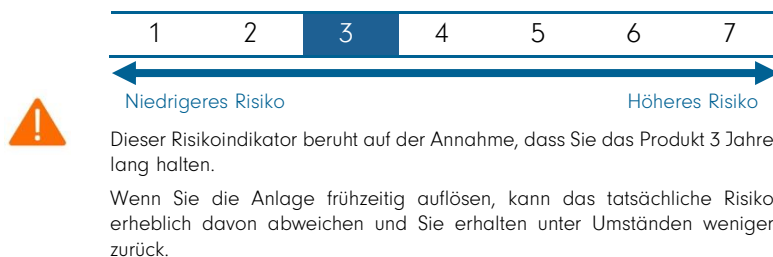 1 2 3 4 5 6 7
Niedrigeres Risiko Höheres Risiko
Dieser Risikoindikator beruht auf der Annahme, dass Sie das Produkt 3 Jahre
lang halten.
Wenn Sie die Anlage frühzeitig auflösen, kann das tatsächliche Risiko
erheblich davon abweichen und Sie erhalten unter Umständen weniger
zurück.